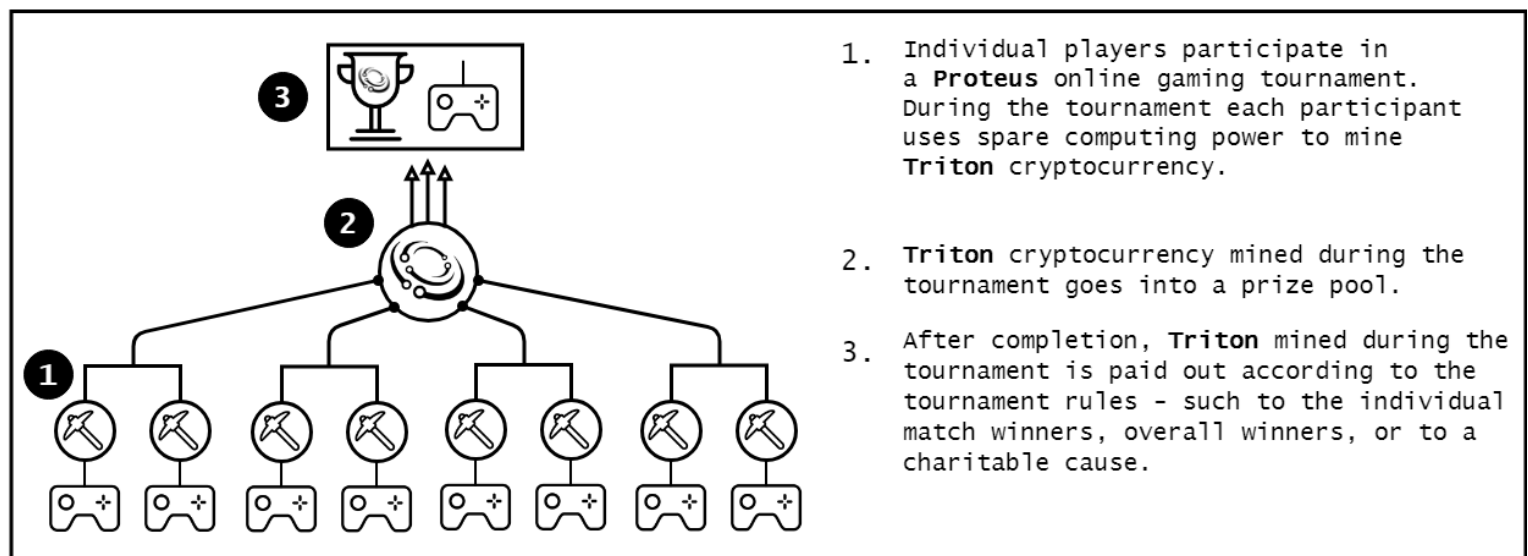 3
2
1
1. Individual players participate in
a Proteus online gaming tournament.
During the tournament each participant
uses spare computing power to mine
Triton cryptocurrency.
2. Triton cryptocurrency mined during the
tournament goes into a prize pool.
3. After completion, Triton mined during the
tournament is paid out according to the
tournament rules – such to the individual
match winners, overall winners, or to a
charitable cause.